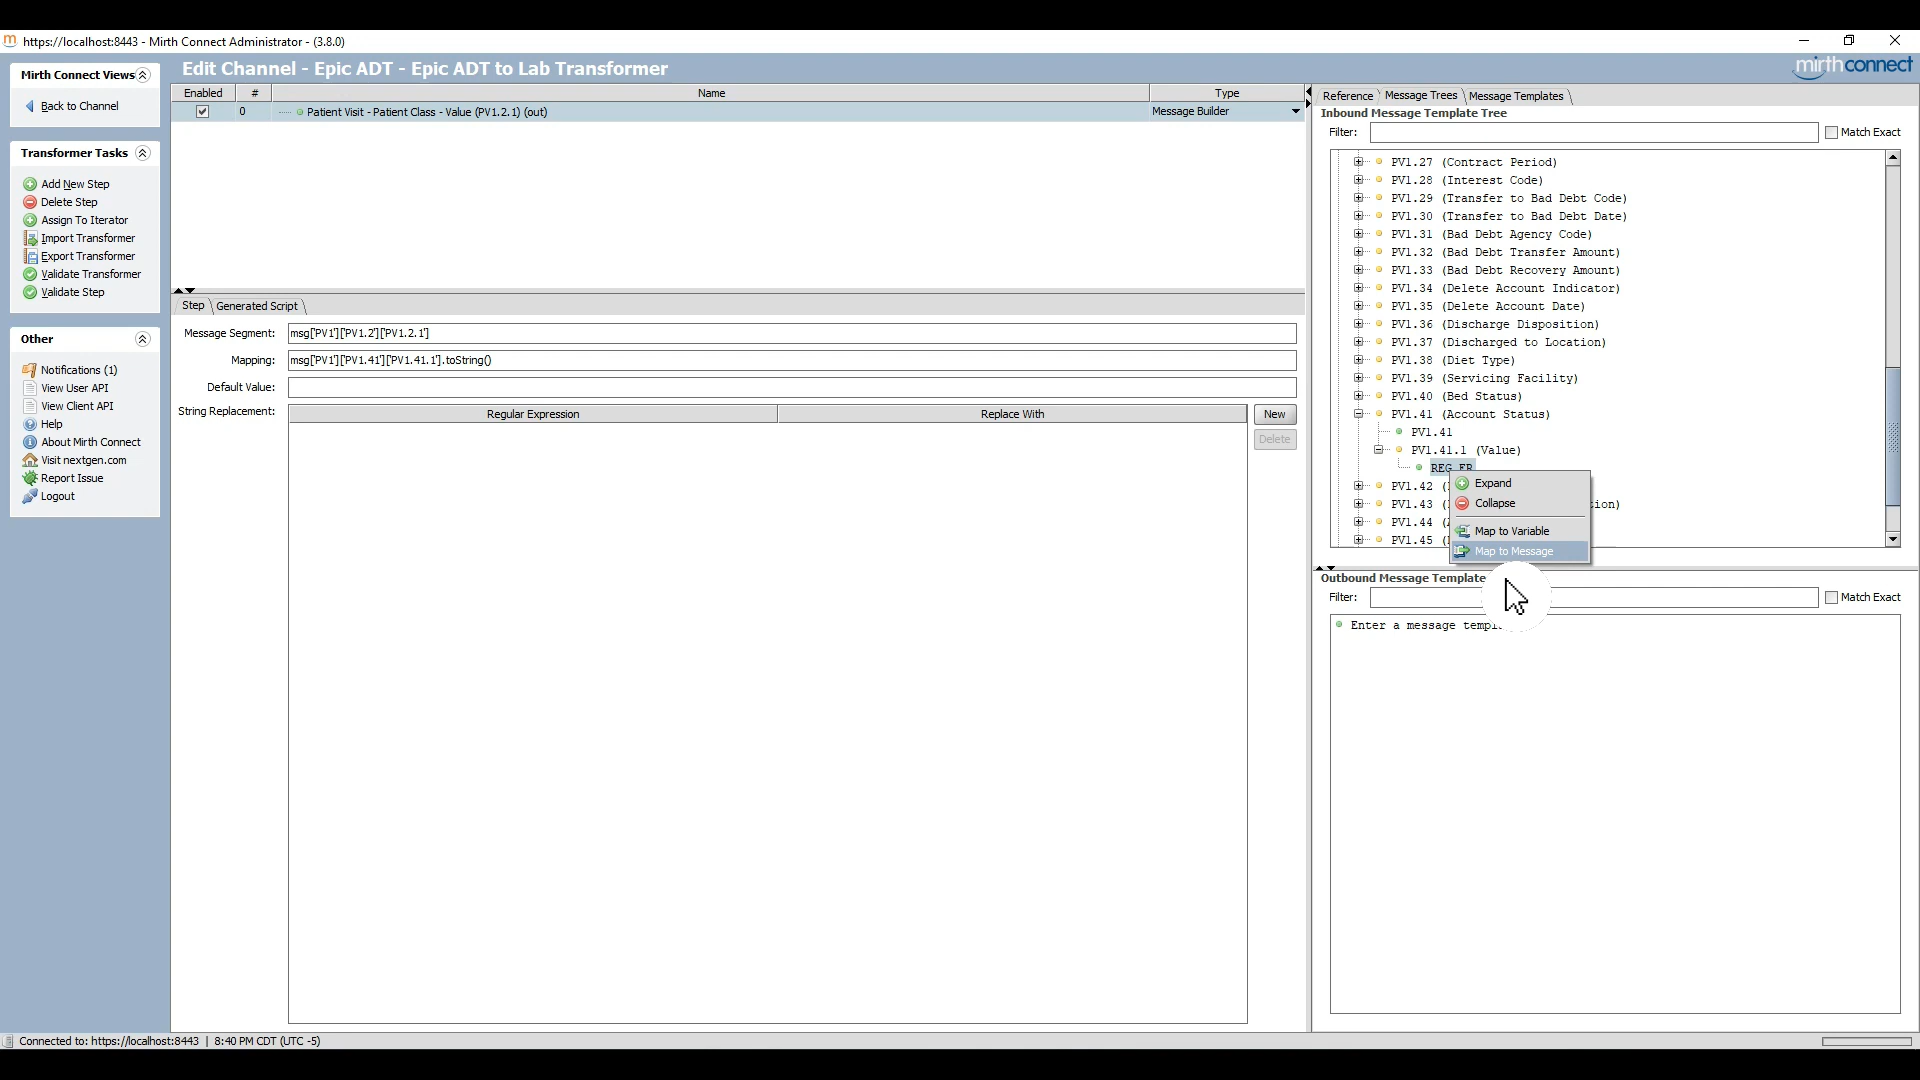 https://localhost:8443 - Mirth Connect Administrator - (3.8.0)
Edit Channel - Epic ADT - Epic ADT to Lab Transformer
mirthconnect
Mirth Connect Views
Back to Channel
Transformer Tasks
Add New Step
Delete Step
Assign To Iterator
Import Transformer
Export Transformer
Validate Transformer
Validate Step
Other
Notifications (1)
View User API
View Client API
Help
About Mirth Connect
Visit nextgen.com
Report Issue
Logout
Enabled # Name Type
0 Patient Visit - Patient Class - Value (PV1.2.1) (out) Message Builder
Step Generated Script
Message Segment: msg['PV1']['PV1.2']['PV1.2.1']
Mapping: msg['PV1']['PV1.41']['PV1.41.1'].toString()
Default Value:
String Replacement: Regular Expression Replace With New
Delete
Reference Message Trees Message Templates
Inbound Message Template Tree
Filter: Match Exact
PV1.27 (Contract Period)
PV1.28 (Interest Code)
PV1.29 (Transfer to Bad Debt Code)
PV1.30 (Transfer to Bad Debt Date)
PV1.31 (Bad Debt Agency Code)
PV1.32 (Bad Debt Transfer Amount)
PV1.33 (Bad Debt Recovery Amount)
PV1.34 (Delete Account Indicator)
PV1.35 (Delete Account Date)
PV1.36 (Discharge Disposition)
PV1.37 (Discharged to Location)
PV1.38 (Diet Type)
PV1.39 (Servicing Facility)
PV1.40 (Bed Status)
PV1.41 (Account Status)
PV1.41
PV1.41.1 (Value)
REG_ER
PV1.42
PV1.43 ion)
PV1.44
PV1.45
Expand
Collapse
Map to Variable
Map to Message
Outbound Message Template
Filter: Match Exact
Enter a message
Connected to: https://localhost:8443 | 8:40 PM CDT (UTC -5)